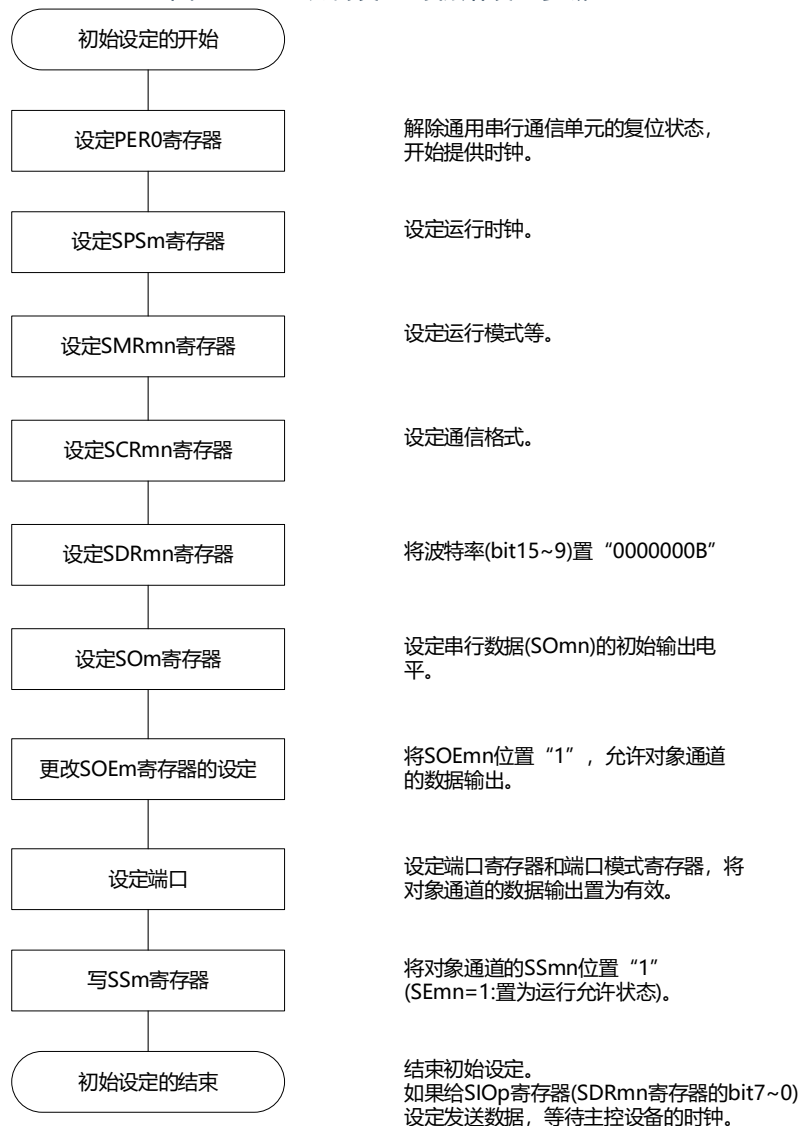 初始设定的开始
设定PER0寄存器
解除通用串行通信单元的复位状态，
开始提供时钟。
设定SPSm寄存器
设定运行时钟。
设定SMRmn寄存器
设定运行模式等。
设定SCRmn寄存器
设定通信格式。
设定SDRmn寄存器
将波特率(bit15~9)置“0000000B”
设定SOm寄存器
设定串行数据(SOmn)的初始输出电
平。
更改SOEm寄存器的设定
将SOEmn位置“1”，允许对象通道
的数据输出。
设定端口
设定端口寄存器和端口模式寄存器，将
对象通道的数据输出置为有效。
写SSm寄存器
将对象通道的SSmn位置“1”
(SEmn=1:置为运行允许状态)。
初始设定的结束
结束初始设定。
如果给SIOp寄存器(SDRmn寄存器的bit7~0)
设定发送数据，等待主控设备的时钟。